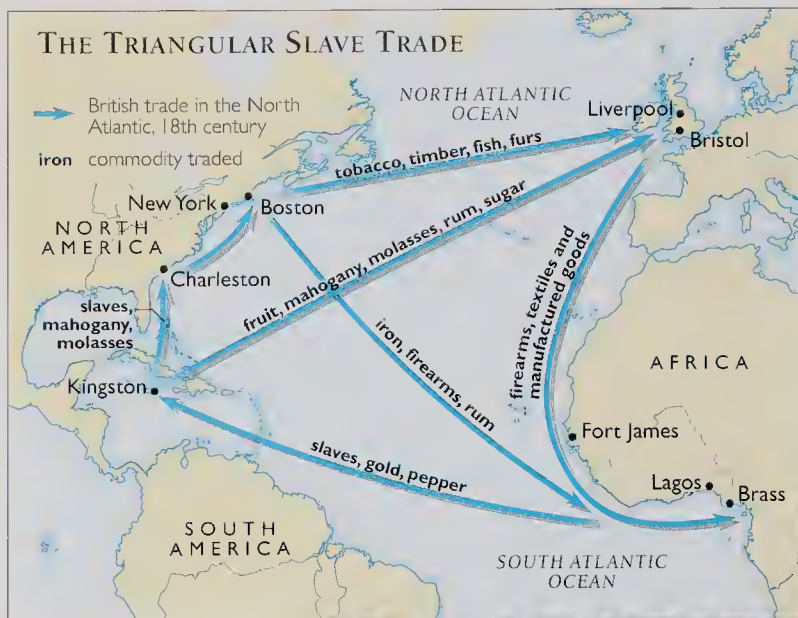 THE TRIANGULAR SLAVE TRADE
British trade in the North
Atlantic, 18th century
iron commodity traded
NORTH ATLANTIC
OCEAN
Liverpool
Bristol
tobacco, timber, fish, furs
New York
Boston
NORTH
AMERICA
Charleston
fruit, mahogany, molasses, rum, sugar
slaves,
mahogany,
molasses
firearms, textiles and
manufactured goods
iron, firearms, rum
AFRICA
Kingston
Fort James
slaves, gold, pepper
Lagos
Brass
SOUTH
AMERICA
SOUTH ATLANTIC
OCEAN